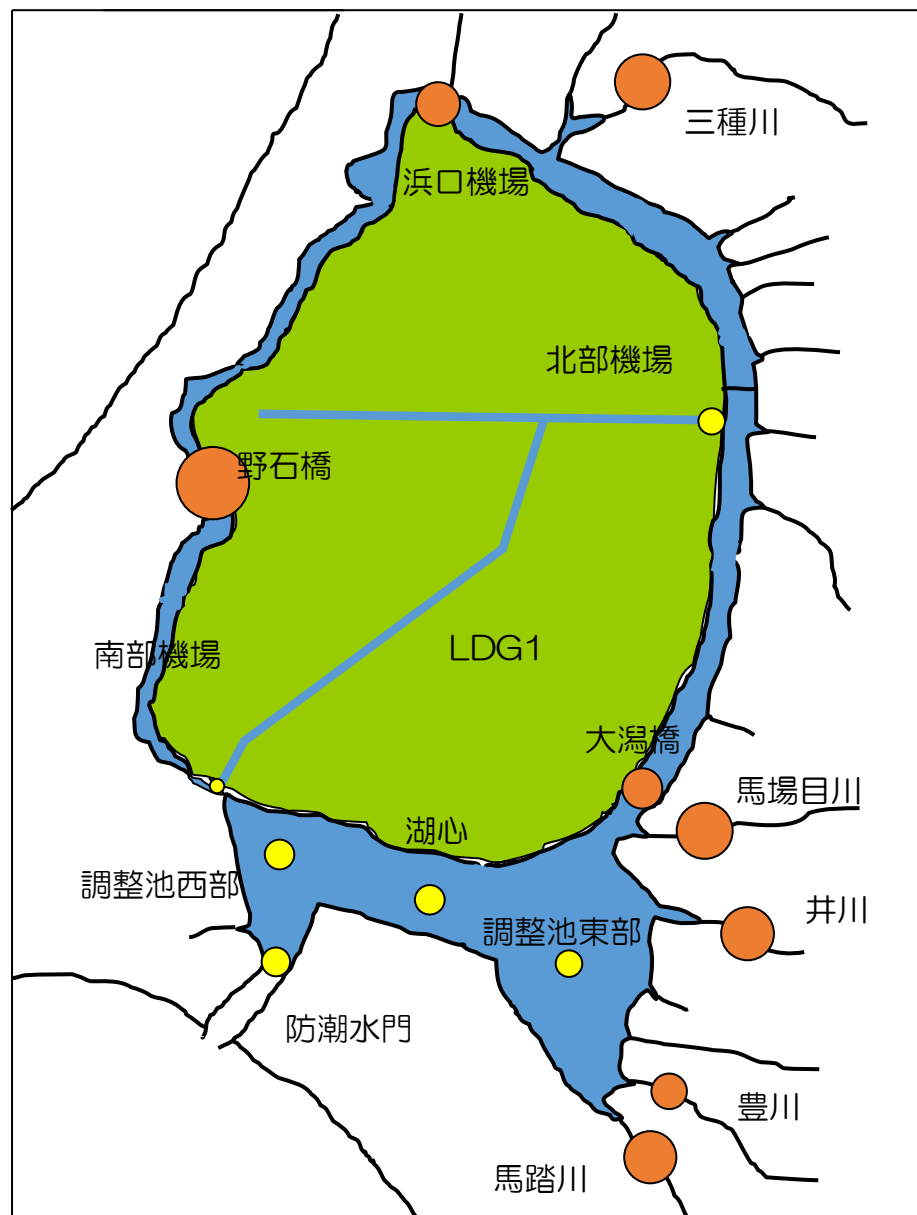 三種川
浜口機場
北部機場
野石橋
南部機場
LDG1
大潟橋
馬場目川
湖心
調整池西部
井川
調整池東部
防潮水門
豊川
馬踏川